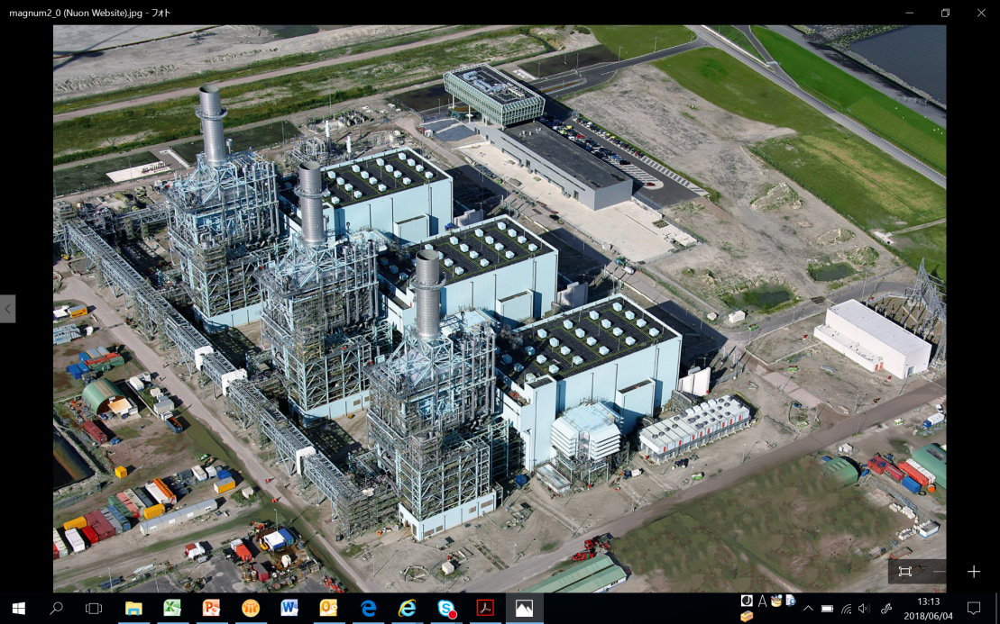 magnum2_0 (Nuon Website).jpg - フォト
A
13:13
2018/06/04